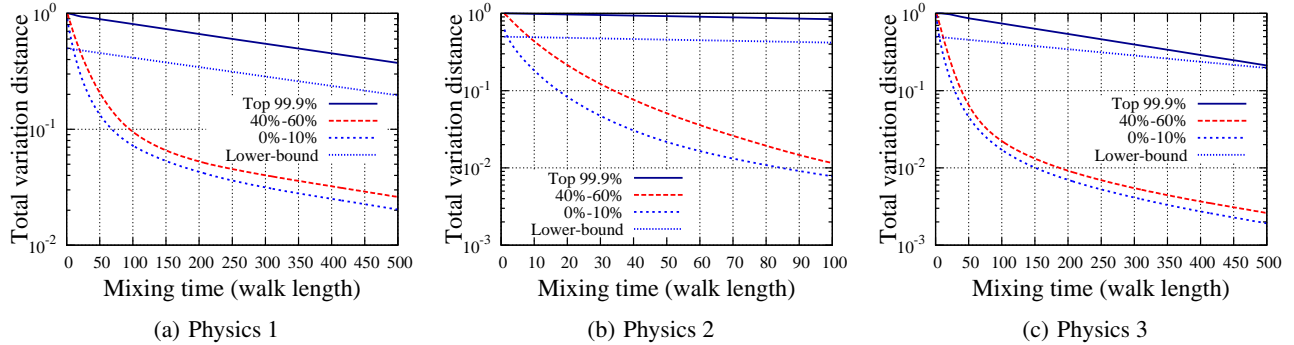 Total variation distance
10^0
10^-1
10^-2
Top 99.9%
40%-60%
0%-10%
Lower-bound
0 50 100 150 200 250 300 350 400 450 500
Mixing time (walk length)
(a) Physics 1
Total variation distance
10^0
10^-1
10^-2
10^-3
Top 99.9%
40%-60%
0%-10%
Lower-bound
0 10 20 30 40 50 60 70 80 90 100
Mixing time (walk length)
(b) Physics 2
Total variation distance
10^0
10^-1
10^-2
10^-3
Top 99.9%
40%-60%
0%-10%
Lower-bound
0 50 100 150 200 250 300 350 400 450 500
Mixing time (walk length)
(c) Physics 3